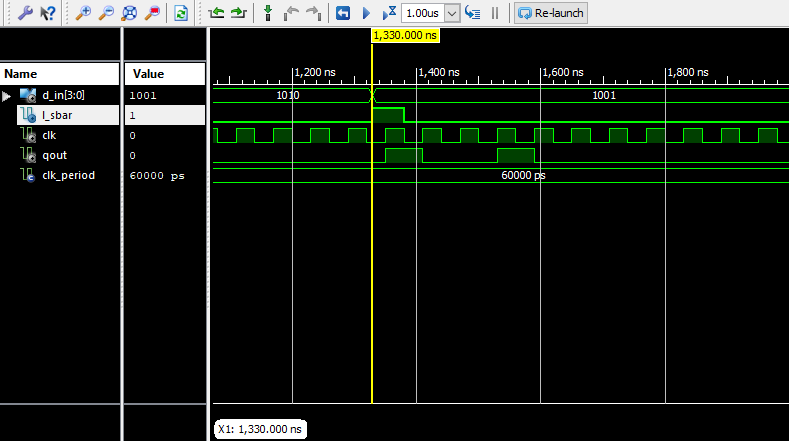 1.00us Re-launch
1,330.000 ns
Name Value 1,200 ns 1,400 ns 1,600 ns 1,800 ns
d_in[3:0] 1001 1010 1001
l_sbar 1
clk 0
qout 0
clk_period 60000 ps 60000 ps
X1: 1,330.000 ns